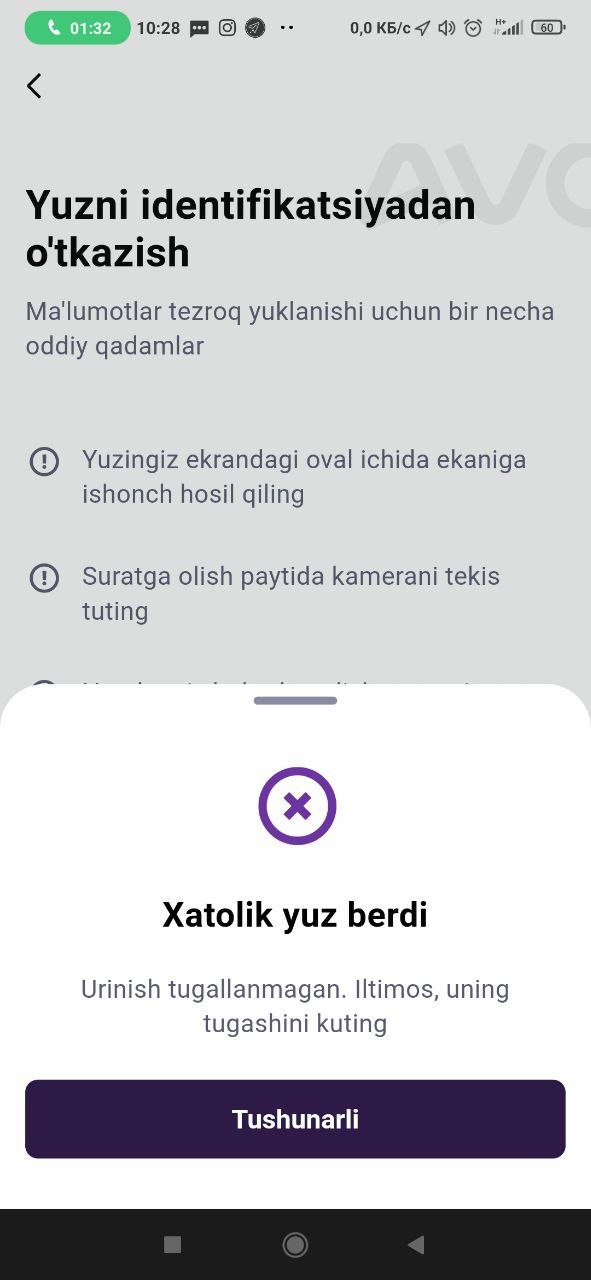 01:32 10:28 0,0 КБ/с H+ 60
AVO
Yuzni identifikatsiyadan
o'tkazish
Ma'lumotlar tezroq yuklanishi uchun bir necha
oddiy qadamlar
Yuzingiz ekrandagi oval ichida ekaniga
ishonch hosil qiling
Suratga olish paytida kamerani tekis
tuting
Xatolik yuz berdi
Urinish tugallanmagan. Iltimos, uning
tugashini kuting
Tushunarli